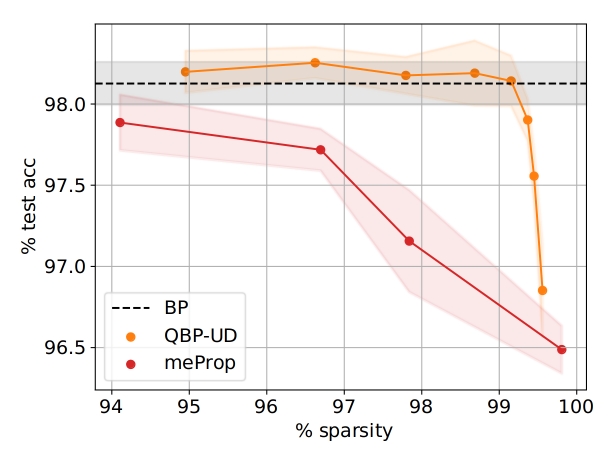 98.0
97.5
97.0
96.5
% test acc
BP
QBP-UD
meProp
94 95 96 97 98 99 100
% sparsity